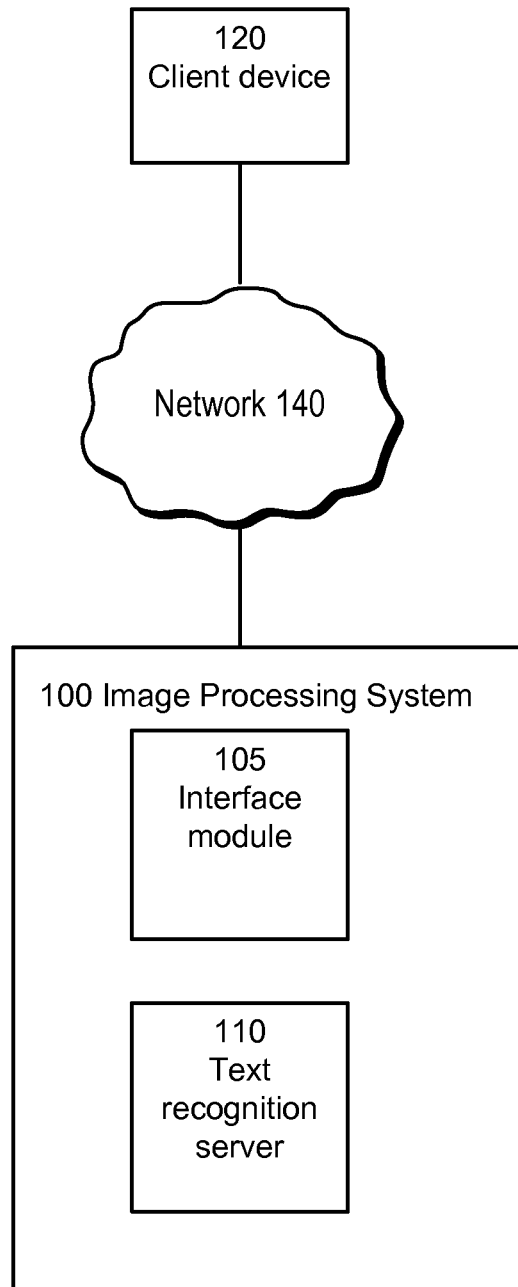 120
Client device
Network 140
100 Image Processing System
105
Interface
module
110
Text
recognition
server